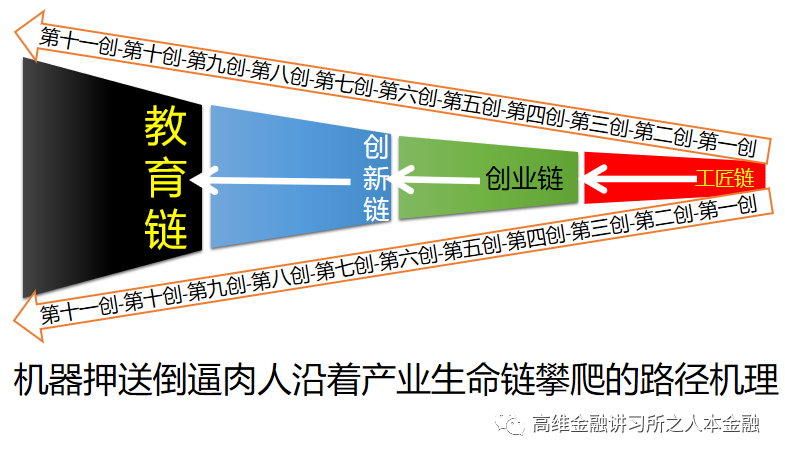 第十一创-第十创-第九创-第八创-第七创-第六创-第五创-第四创-第三创-第二创-第一创
教育链
创新链
创业链
工匠链
第十一创-第十创-第九创-第八创-第七创-第六创-第五创-第四创-第三创-第二创-第一创
机器押送倒逼肉人沿着产业生命链攀爬的路径机理
高维金融讲习所之人本金融